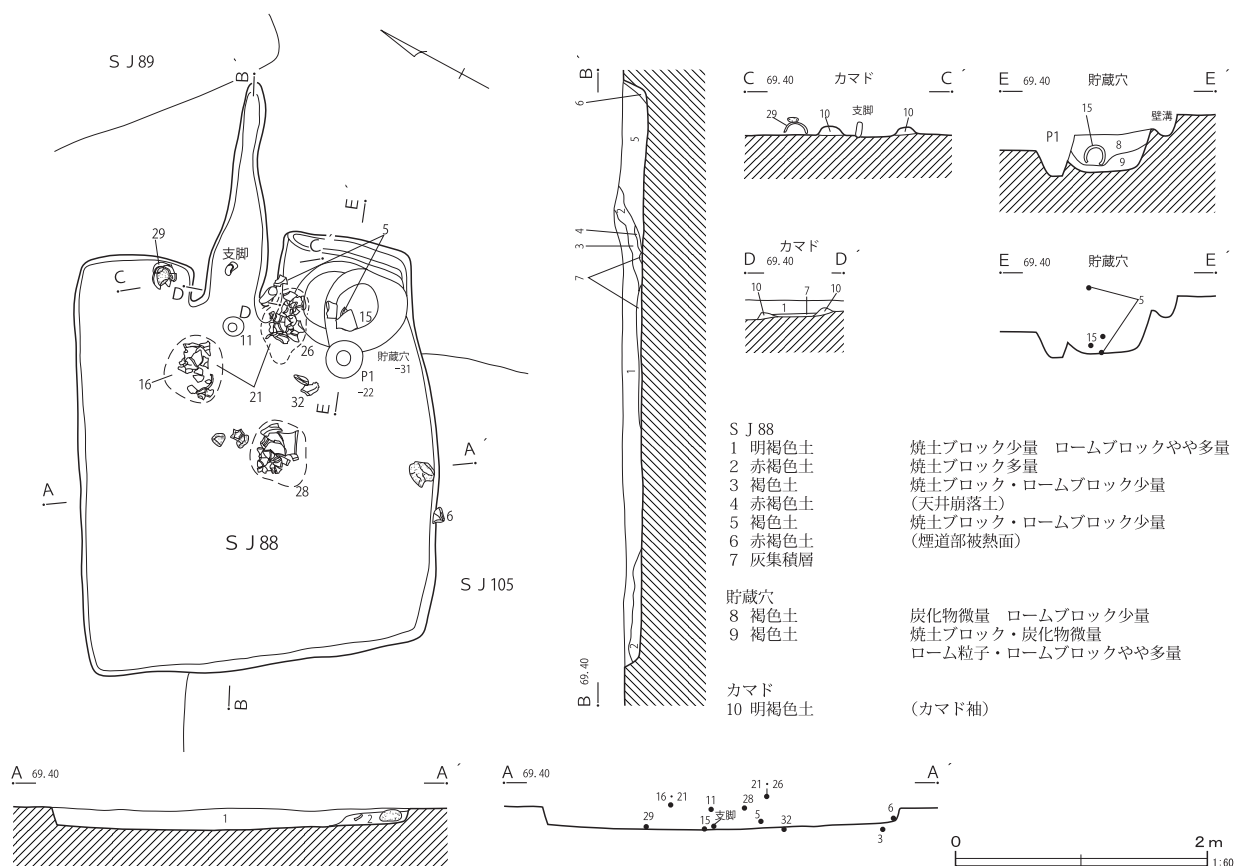 S J 89
B B´
29
支脚
E´
5
C C´
D D´
11
15
26
貯蔵穴
-31
P1
-22
16
21
32
E
A A´
28
6
S J 88
S J 105
B
B´
6
5
2
4
3
7
1
2
B 69.40
C 69.40 カマド C´
29 10 支脚 10
E 69.40 貯蔵穴 E´
15 壁溝
P1 8
9
カマド
D 69.40 D´
10 1 7 10
E 69.40 貯蔵穴 E´
5
15
S J 88
1 明褐色土 焼土ブロック少量 ロームブロックやや多量
2 赤褐色土 焼土ブロック多量
3 褐色土 焼土ブロック・ロームブロック少量
4 赤褐色土 (天井崩落土)
5 褐色土 焼土ブロック・ロームブロック少量
6 赤褐色土 (煙道部被熱面)
7 灰集積層
貯蔵穴
8 褐色土 炭化物微量 ロームブロック少量
9 褐色土 焼土ブロック・炭化物微量
ローム粒子・ロームブロックやや多量
カマド
10 明褐色土 (カマド袖)
A 69.40 A´
1 2
A 69.40 A´
21・26
16・21 11 28 6
29 15 支脚 5 32 3
0 2 m
1:60